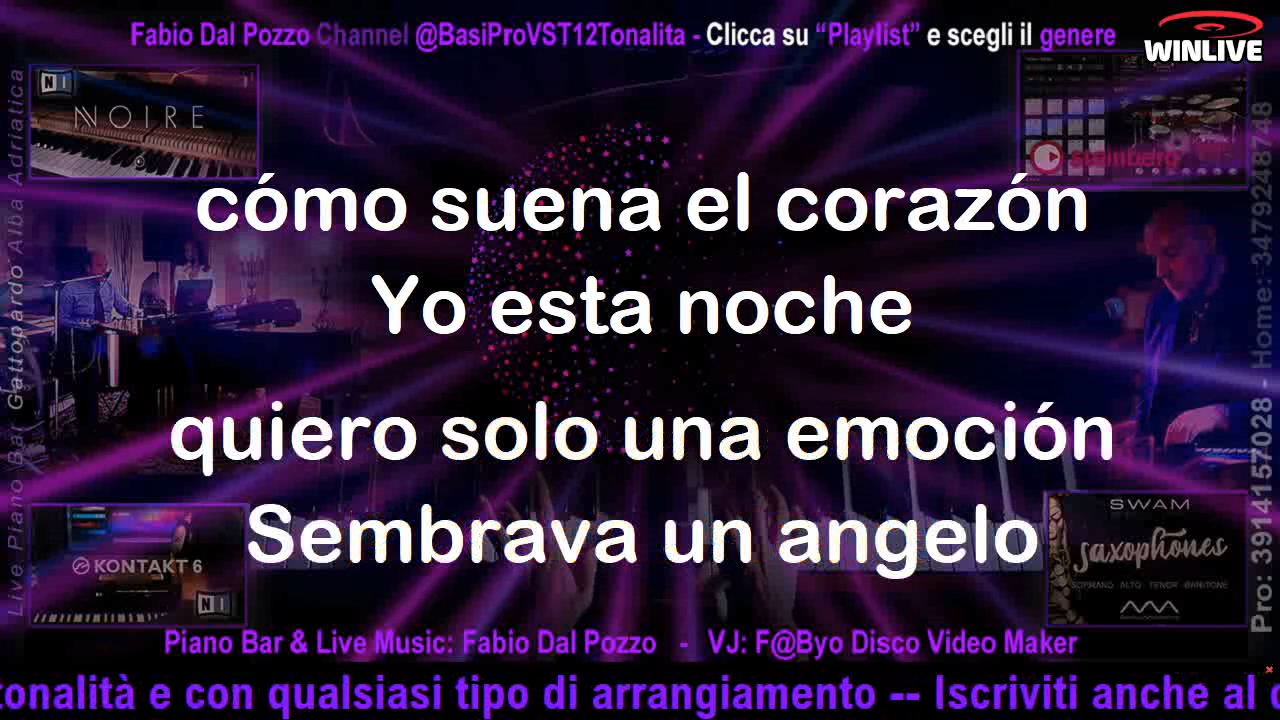 Fabio Dal Pozzo Channel @BasiProVST12Tonalita - Clicca su “Playlist” e scegli il genere
WINLIVE
NOIRE
steinberg
cómo suena el corazón
Yo esta noche
quiero solo una emoción
Sembrava un angelo
Live Piano Bar Gattopardo Alba Adriatica
Pro: 3914157028 - Home: 3479248748
KONTAKT 6
SWAM
saxophones
SOPRANO ALTO TENOR BARITONE
Piano Bar & Live Music: Fabio Dal Pozzo - VJ: F@Byo Disco Video Maker
tonalità e con qualsiasi tipo di arrangiamento -- Iscriviti anche al